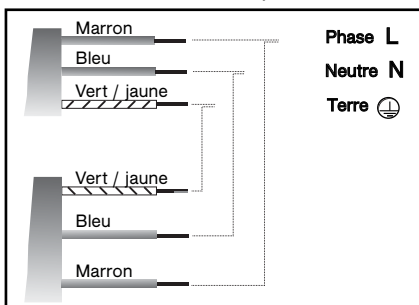 Marron
Phase L
Bleu
Neutre N
Vert / jaune
Terre
Vert / jaune
Bleu
Marron